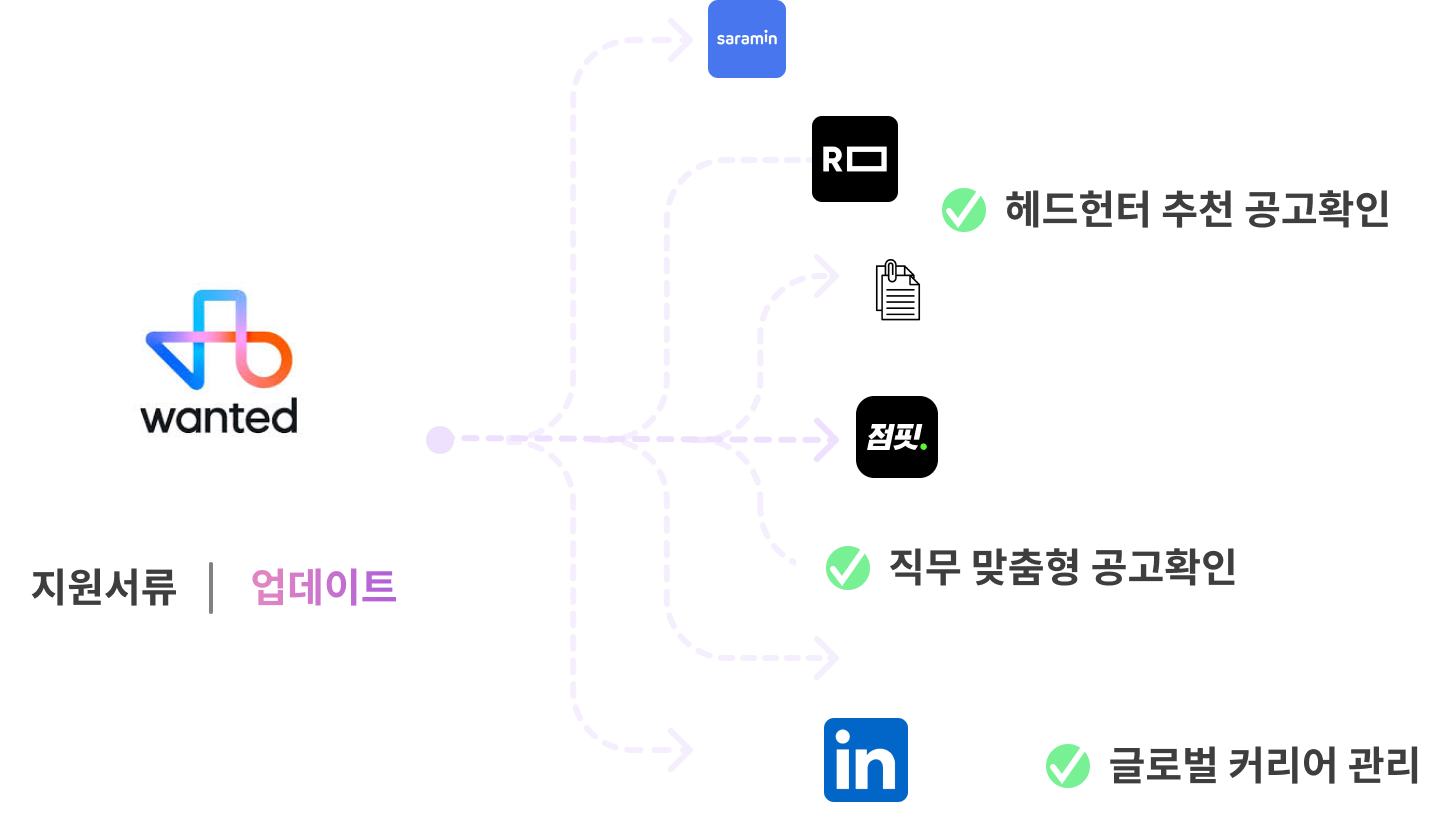 saramin
R
헤드헌터 추천 공고확인
wanted
점핏.
직무 맞춤형 공고확인
지원서류 | 업데이트
in
글로벌 커리어 관리